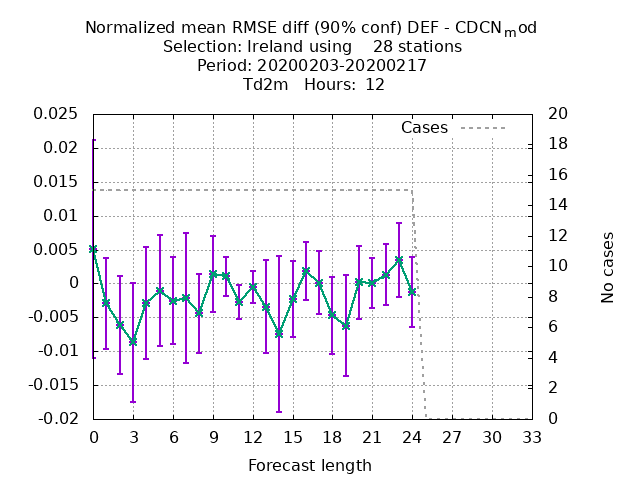 Normalized mean RMSE diff (90% conf) DEF - CDCNmod
Selection: Ireland using    28 stations
Period: 20200203-20200217
Td2m   Hours:  12
Cases
0.025
0.02
0.015
0.01
0.005
0
-0.005
-0.01
-0.015
-0.02
20
18
16
14
12
10
8
6
4
2
0
No cases
0 3 6 9 12 15 18 21 24 27 30 33
Forecast length